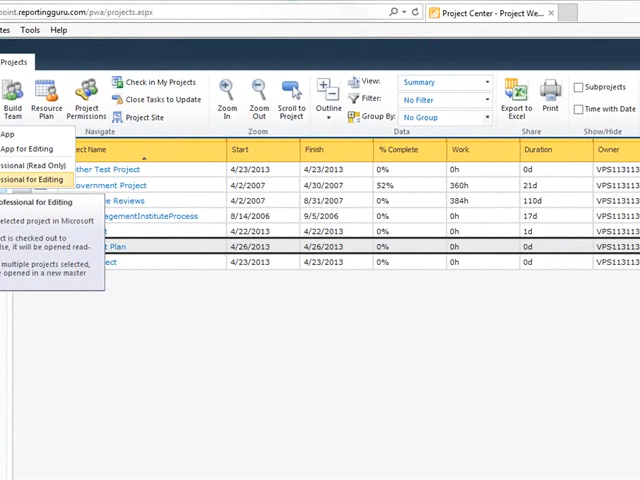 point.reportingguru.com/pwa/projects.aspx
Project Center - Project We...
tes Tools Help
Projects
Build Team
Resource Plan
Project Permissions
Check in My Projects
Close Tasks to Update
Project Site
Zoom In
Zoom Out
Scroll to Project
Outline
View: Summary
Filter: No Filter
Group By: No Group
Export to Excel
Print
Subprojects
Time with Date
Navigate
Zoom
Data
Share
Show/Hide
App
App for Editing
ssional (Read Only)
ssional for Editing
ofessional for Editing
elected project in Microsoft
ct is checked out to
lse, it will be opened read-
multiple projects selected,
e opened in a new master
ect Name Start Finish % Complete Work Duration Owner
ther Test Project 4/23/2013 4/23/2013 0% 0h 0d VPS113113
overnment Project 4/2/2007 4/30/2007 52% 360h 21d VPS113113
e Reviews 4/2/2007 8/31/2007 0% 384h 110d VPS113113
nagementInstituteProcess 8/14/2006 9/5/2006 0% 0h 17d VPS113113
ct 4/23/2013 4/23/2013 0% 0h 1d VPS113113
t Plan 4/26/2013 4/26/2013 0% 0h 0d VPS113113
ect 4/23/2013 4/23/2013 0% 0h 0d VPS113113